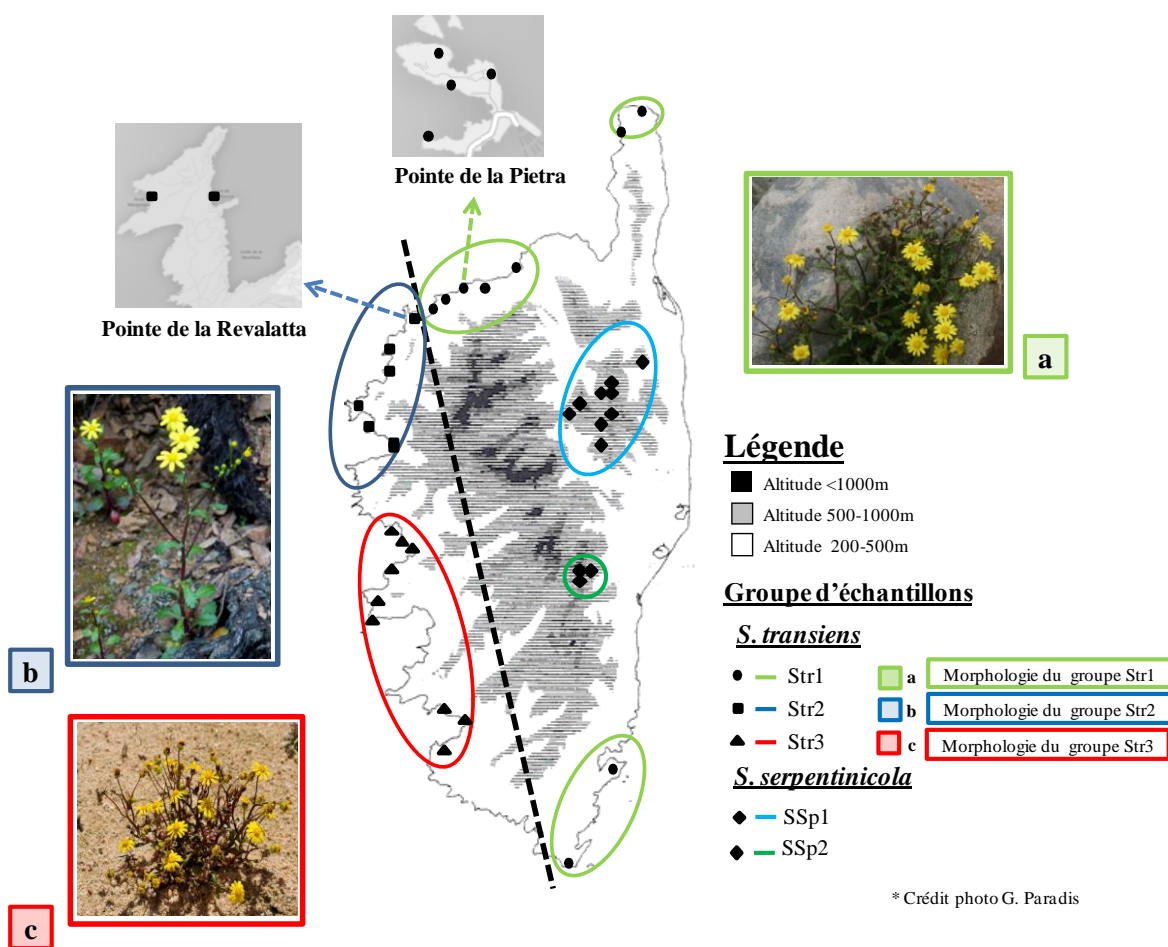 Pointe de la Pietra
Pointe de la Revalatta
a
b
c
Légende
Altitude <1000m
Altitude 500-1000m
Altitude 200-500m
Groupe d'échantillons
S. transiens
Str1
a
Morphologie du groupe Str1
Str2
b
Morphologie du groupe Str2
Str3
c
Morphologie du groupe Str3
S. serpentinicola
SSp1
SSp2
* Crédit photo G. Paradis